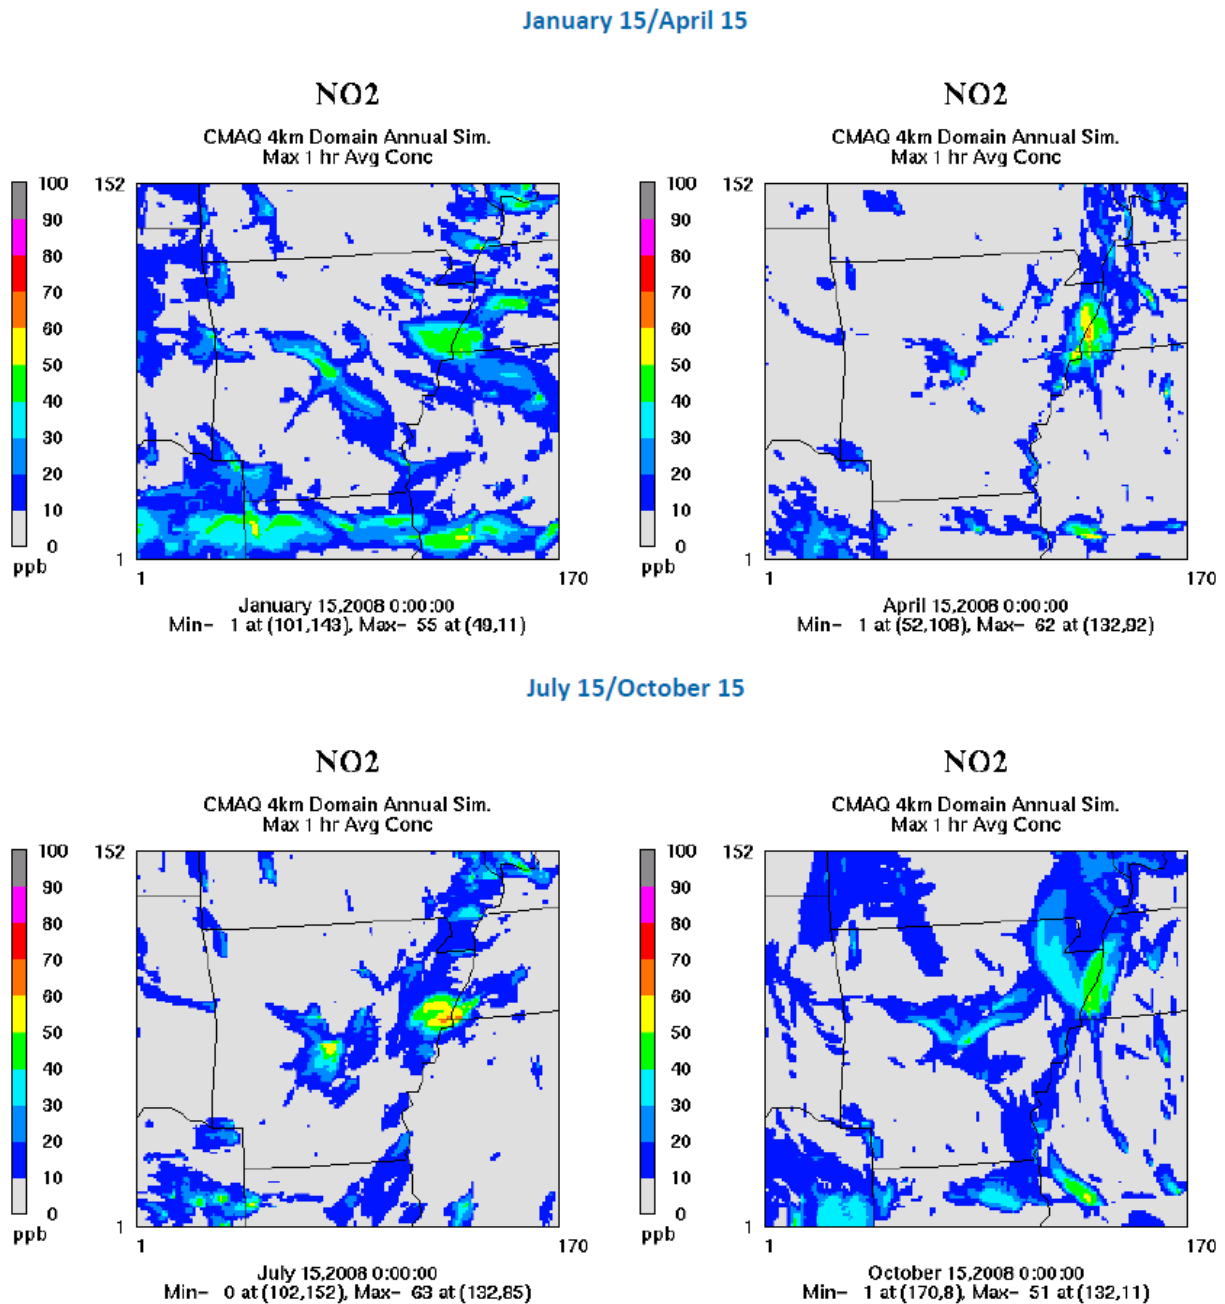 January 15/April 15
NO2
CMAQ 4km Domain Annual Sim.
Max 1 hr Avg Conc
100
90
80
70
60
50
40
30
20
10
0
ppb
152
1
1
170
January 15,2008 0:00:00
Min- 1 at (101,143), Max- 55 at (49,11)
NO2
CMAQ 4km Domain Annual Sim.
Max 1 hr Avg Conc
100
90
80
70
60
50
40
30
20
10
0
ppb
152
1
1
170
April 15,2008 0:00:00
Min- 1 at (52,108), Max- 62 at (132,92)
July 15/October 15
NO2
CMAQ 4km Domain Annual Sim.
Max 1 hr Avg Conc
100
90
80
70
60
50
40
30
20
10
0
ppb
152
1
1
170
July 15,2008 0:00:00
Min- 0 at (102,152), Max- 63 at (132,85)
NO2
CMAQ 4km Domain Annual Sim.
Max 1 hr Avg Conc
100
90
80
70
60
50
40
30
20
10
0
ppb
152
1
1
170
October 15,2008 0:00:00
Min- 1 at (170,8), Max- 51 at (132,11)